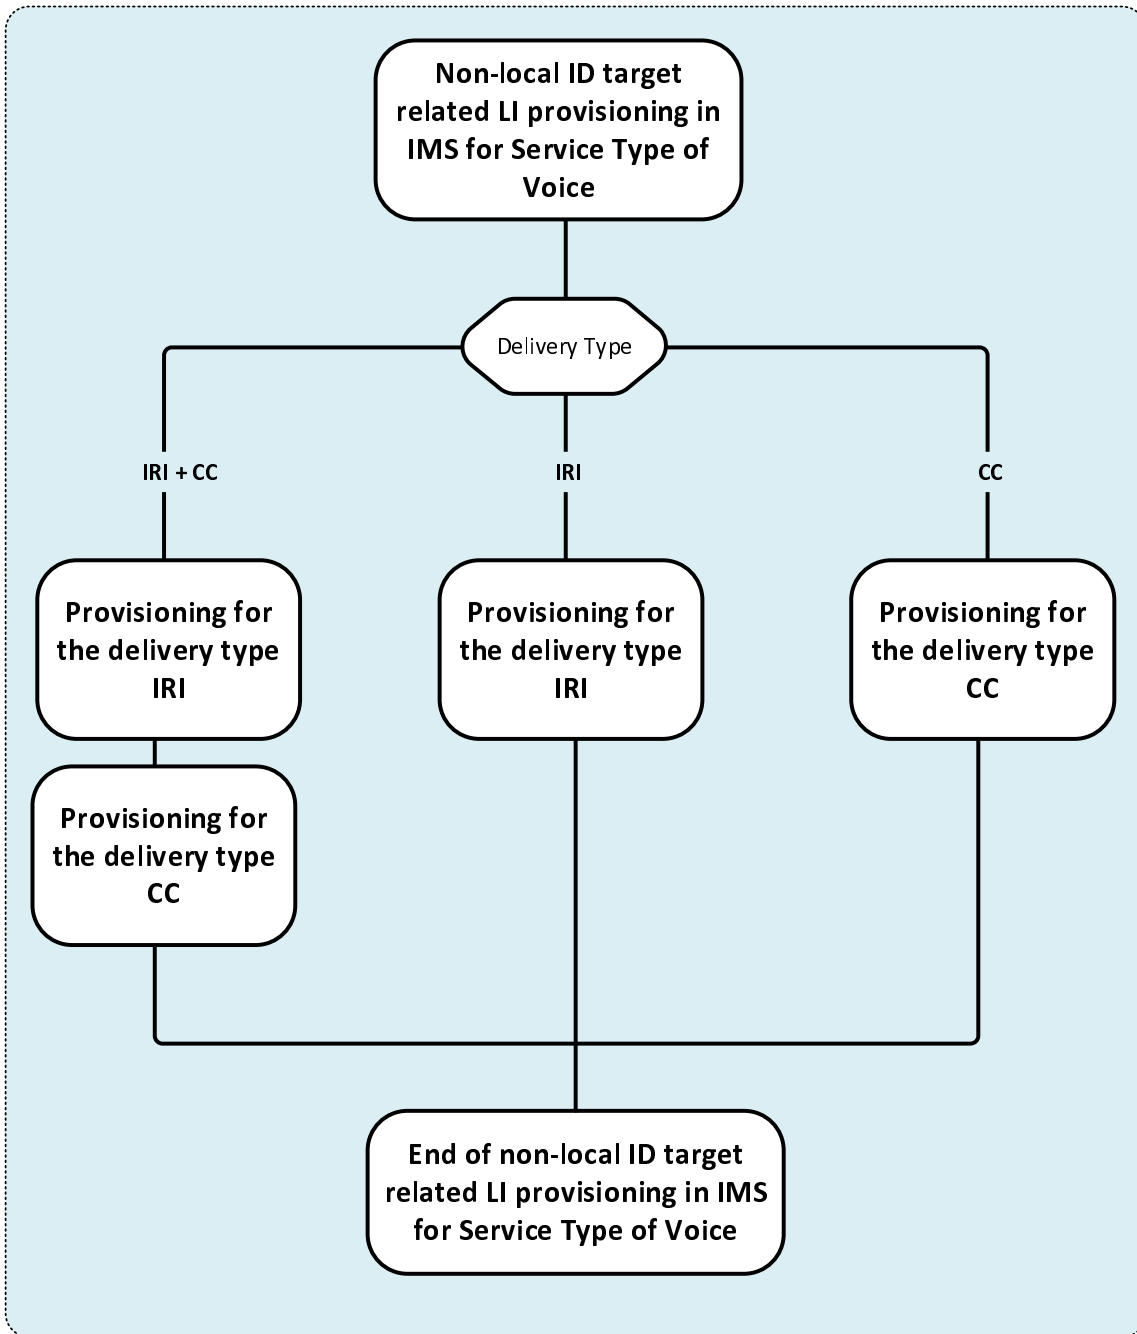 Non-local ID target
related LI provisioning in
IMS for Service Type of
Voice
Delivery Type
IRI + CC
IRI
CC
Provisioning for
the delivery type
IRI
Provisioning for
the delivery type
IRI
Provisioning for
the delivery type
CC
Provisioning for
the delivery type
CC
End of non-local ID target
related LI provisioning in IMS
for Service Type of Voice